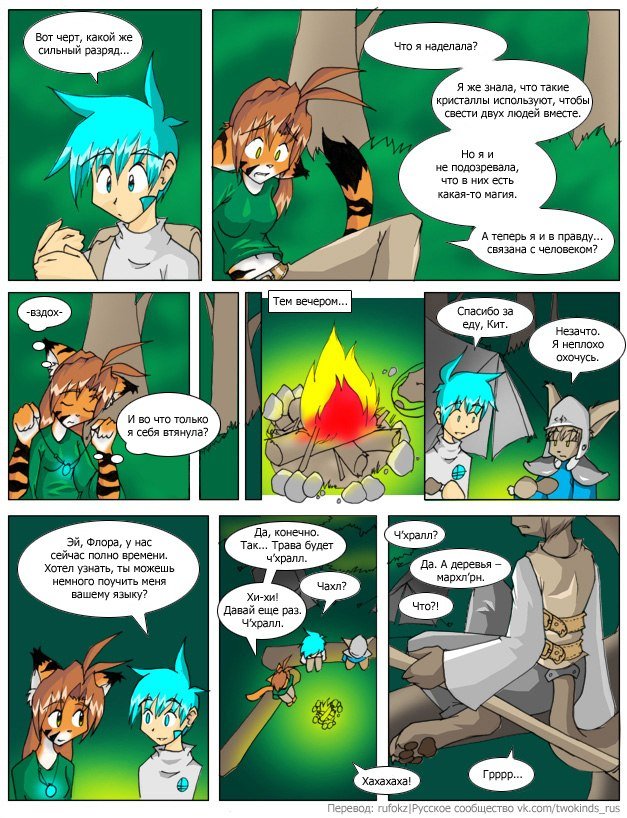 Вот черт, какой же
сильный разряд...
Что я наделала?
Я же знала, что такие
кристаллы используют, чтобы
свести двух людей вместе.
Но я и
не подозревала,
что в них есть
какая-то магия.
А теперь я и в правду...
связана с человеком?
-вздох-
И во что только
я себя втянула?
Тем вечером...
Спасибо за
еду, Кит.
Незачто.
Я неплохо
охочусь.
Эй, Флора, у нас
сейчас полно времени.
Хотел узнать, ты можешь
немного поучить меня
вашему языку?
Да, конечно.
Так... Трава будет
ч'хралл.
Чахл?
Хи-хи!
Давай еще раз.
Ч'хралл.
Хахахаха!
Ч'хралл?
Да. А деревья –
мархл'рн.
Что?!
Грррр...
Перевод: rufokz|Русское сообщество vk.com/twokinds_rus